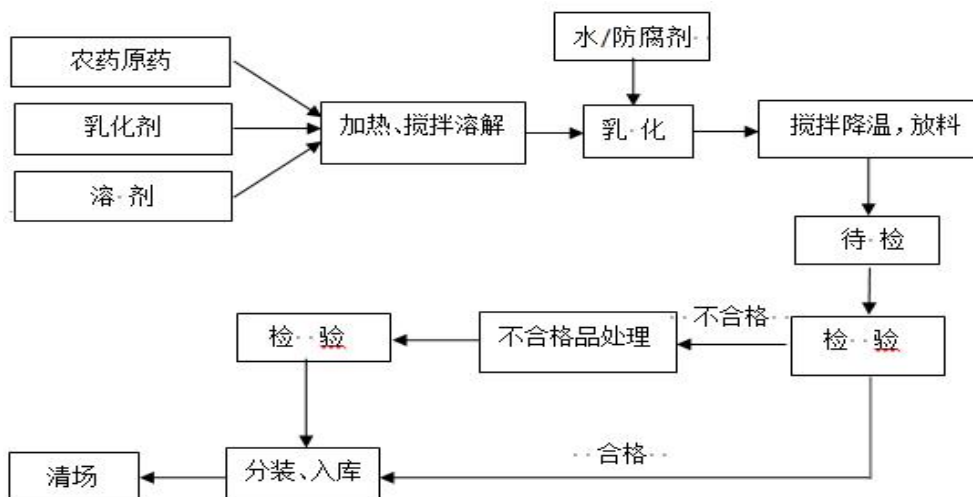 水/防腐剂
农药原药
乳化剂
溶剂
加热、搅拌溶解
乳化
搅拌降温，放料
待检
不合格
检验
不合格品处理
检验
合格
分装、入库
清场